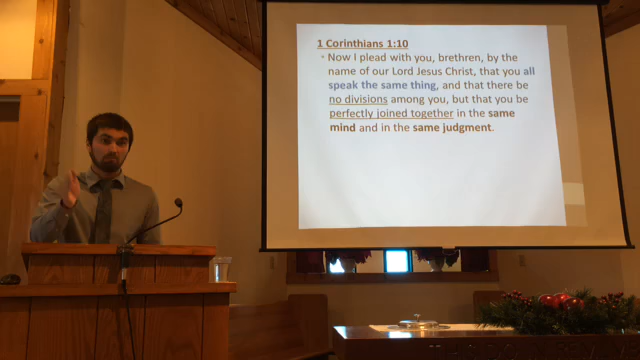 1 Corinthians 1:10
• Now I plead with you, brethren, by the
name of our Lord Jesus Christ, that you all
speak the same thing, and that there be
no divisions among you, but that you be
perfectly joined together in the same
mind and in the same judgment.